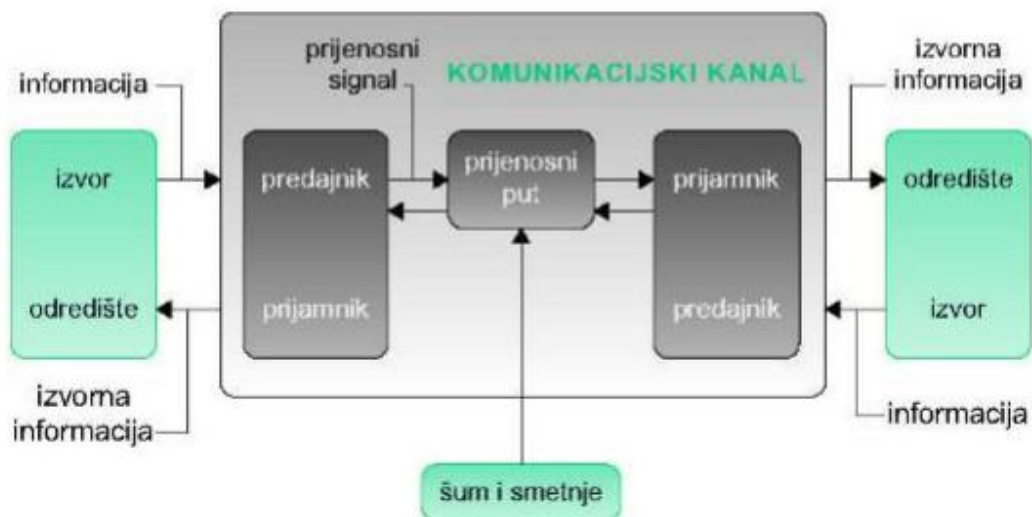 prijenosni
signal
KOMUNIKACIJSKI KANAL
izvorna
informacija
informacija
izvor
predajnik
prijenosni
put
prijamnik
odredište
odredište
prijamnik
predajnik
izvor
izvorna
informacija
informacija
šum i smetnje